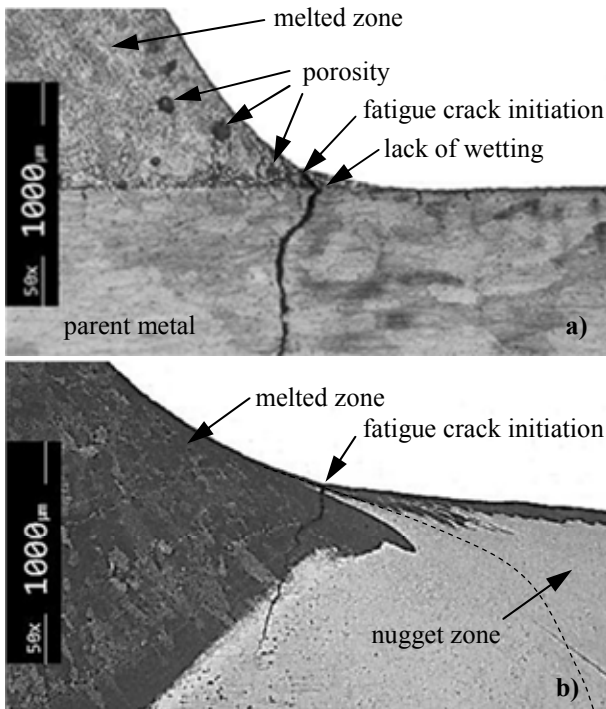 melted zone
porosity
fatigue crack initiation
lack of wetting
50x 1000μm
parent metal
a)
melted zone
fatigue crack initiation
50x 1000μm
nugget zone
b)